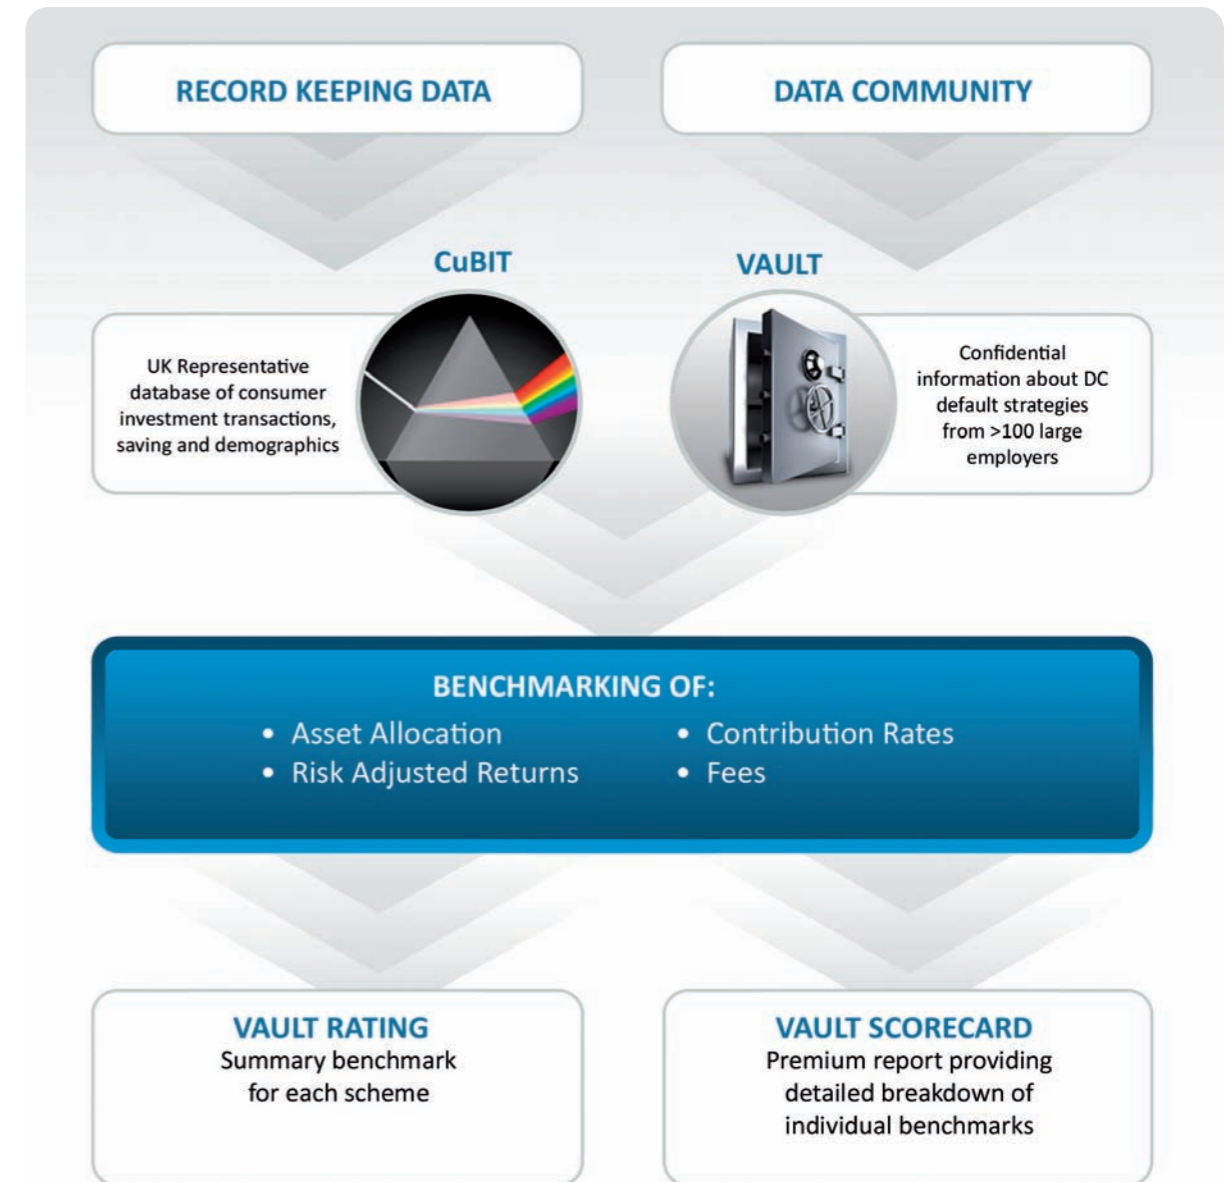 RECORD KEEPING DATA
DATA COMMUNITY
CuBIT
VAULT
UK Representative
database of consumer
investment transactions,
saving and demographics
Confidential
information about DC
default strategies
from >100 large
employers
BENCHMARKING OF:
• Asset Allocation
• Risk Adjusted Returns
• Contribution Rates
• Fees
VAULT RATING
Summary benchmark
for each scheme
VAULT SCORECARD
Premium report providing
detailed breakdown of
individual benchmarks